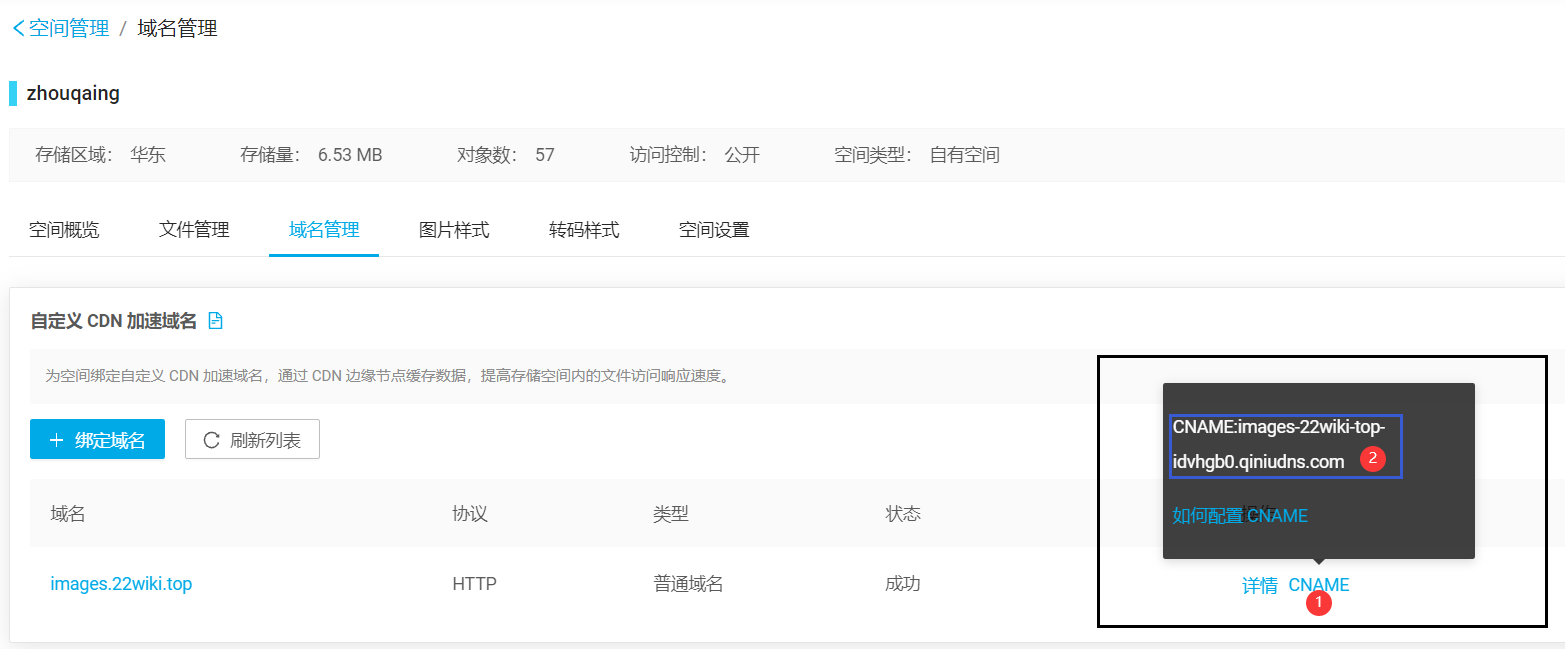 空间管理 / 域名管理
zhouqaing
存储区域： 华东 存储量： 6.53 MB 对象数： 57 访问控制： 公开 空间类型： 自有空间
空间概览 文件管理 域名管理 图片样式 转码样式 空间设置
自定义 CDN 加速域名
为空间绑定自定义 CDN 加速域名，通过 CDN 边缘节点缓存数据，提高存储空间内的文件访问响应速度。
绑定域名 刷新列表
CNAME:images-22wiki-top-
idvhgb0.qiniudns.com 2
域名 协议 类型 状态 操作
如何配置CNAME
images.22wiki.top HTTP 普通域名 成功 详情 CNAME
1